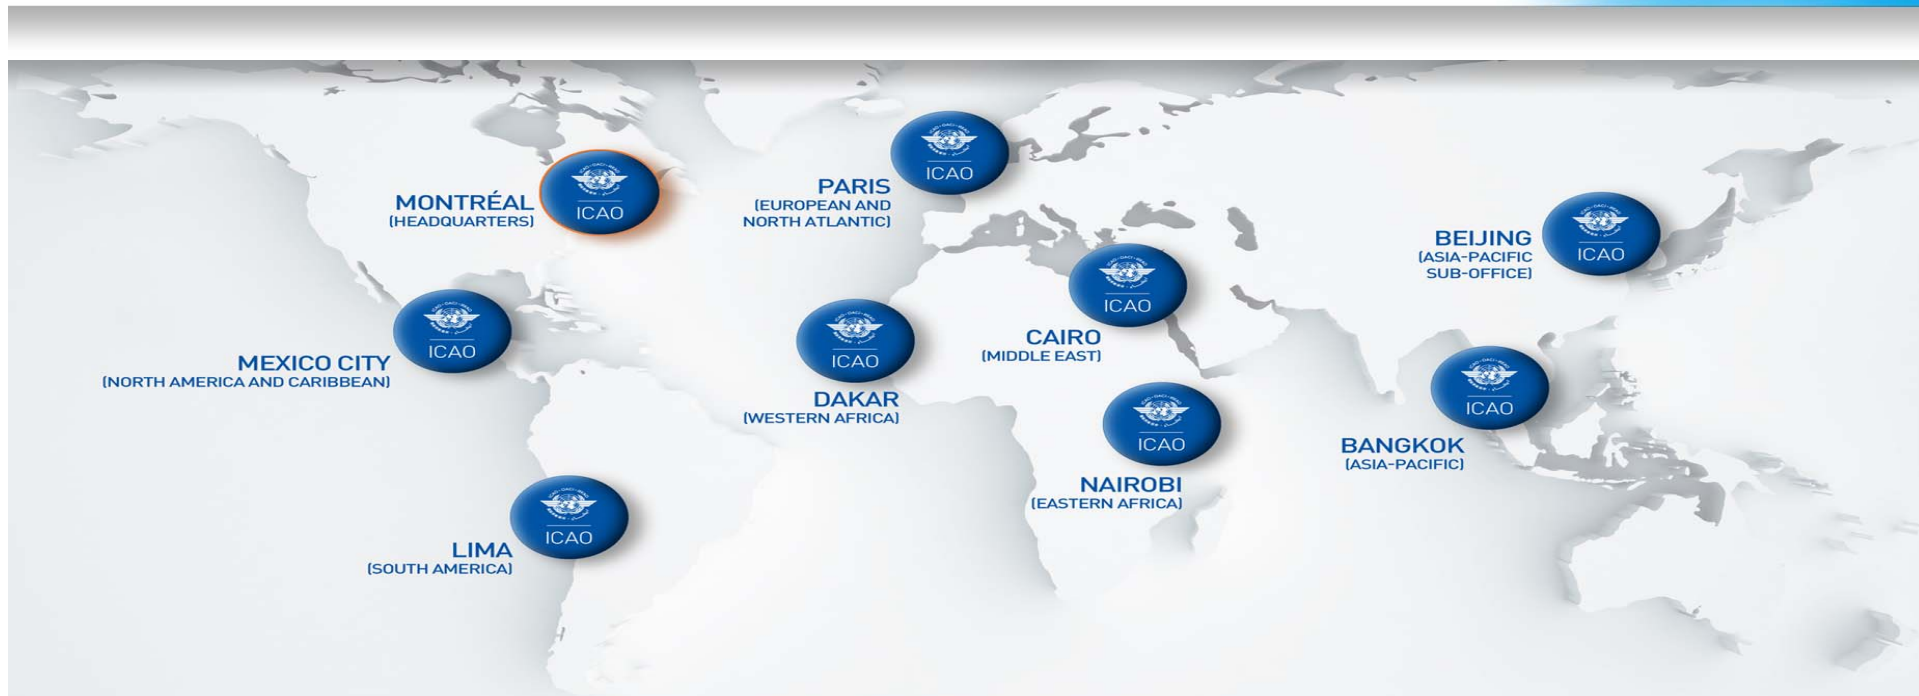 MONTRÉAL
(HEADQUARTERS)
ICAO
PARIS
(EUROPEAN AND
NORTH ATLANTIC)
ICAO
BEIJING
(ASIA-PACIFIC
SUB-OFFICE)
ICAO
MEXICO CITY
(NORTH AMERICA AND CARIBBEAN)
ICAO
DAKAR
(WESTERN AFRICA)
ICAO
CAIRO
(MIDDLE EAST)
ICAO
BANGKOK
(ASIA-PACIFIC)
ICAO
NAIROBI
(EASTERN AFRICA)
ICAO
LIMA
(SOUTH AMERICA)
ICAO